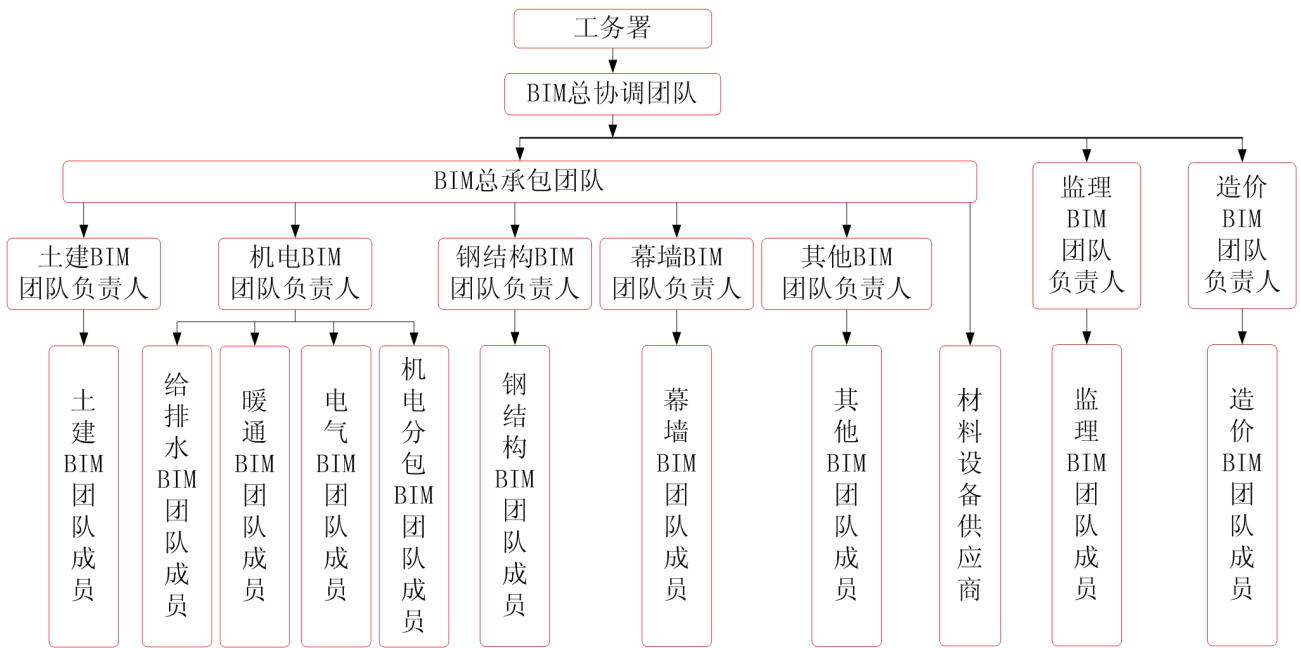 工务署
BIM总协调团队
BIM总承包团队
监理
BIM
团队
负责人
造价
BIM
团队
负责人
土建BIM
团队负责人
机电BIM
团队负责人
钢结构BIM
团队负责人
幕墙BIM
团队负责人
其他BIM
团队负责人
土建BIM团队成员
给排水BIM团队成员
暖通BIM团队成员
电气BIM团队成员
机电分包BIM团队成员
钢结构BIM团队成员
幕墙BIM团队成员
其他BIM团队成员
材料设备供应商
监理BIM团队成员
造价BIM团队成员